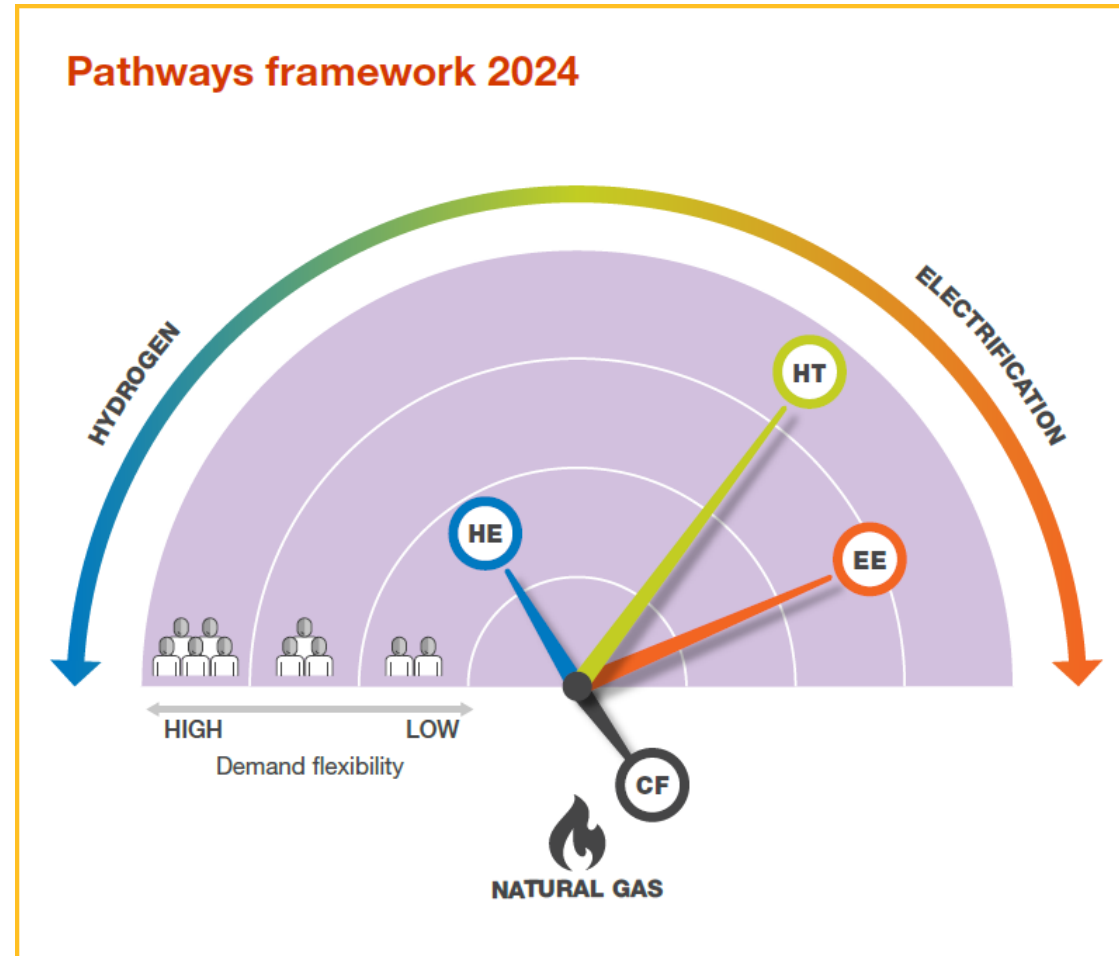 Pathways framework 2024
HYDROGEN
ELECTRIFICATION
HT
HE
EE
HIGH
LOW
Demand flexibility
CF
NATURAL GAS